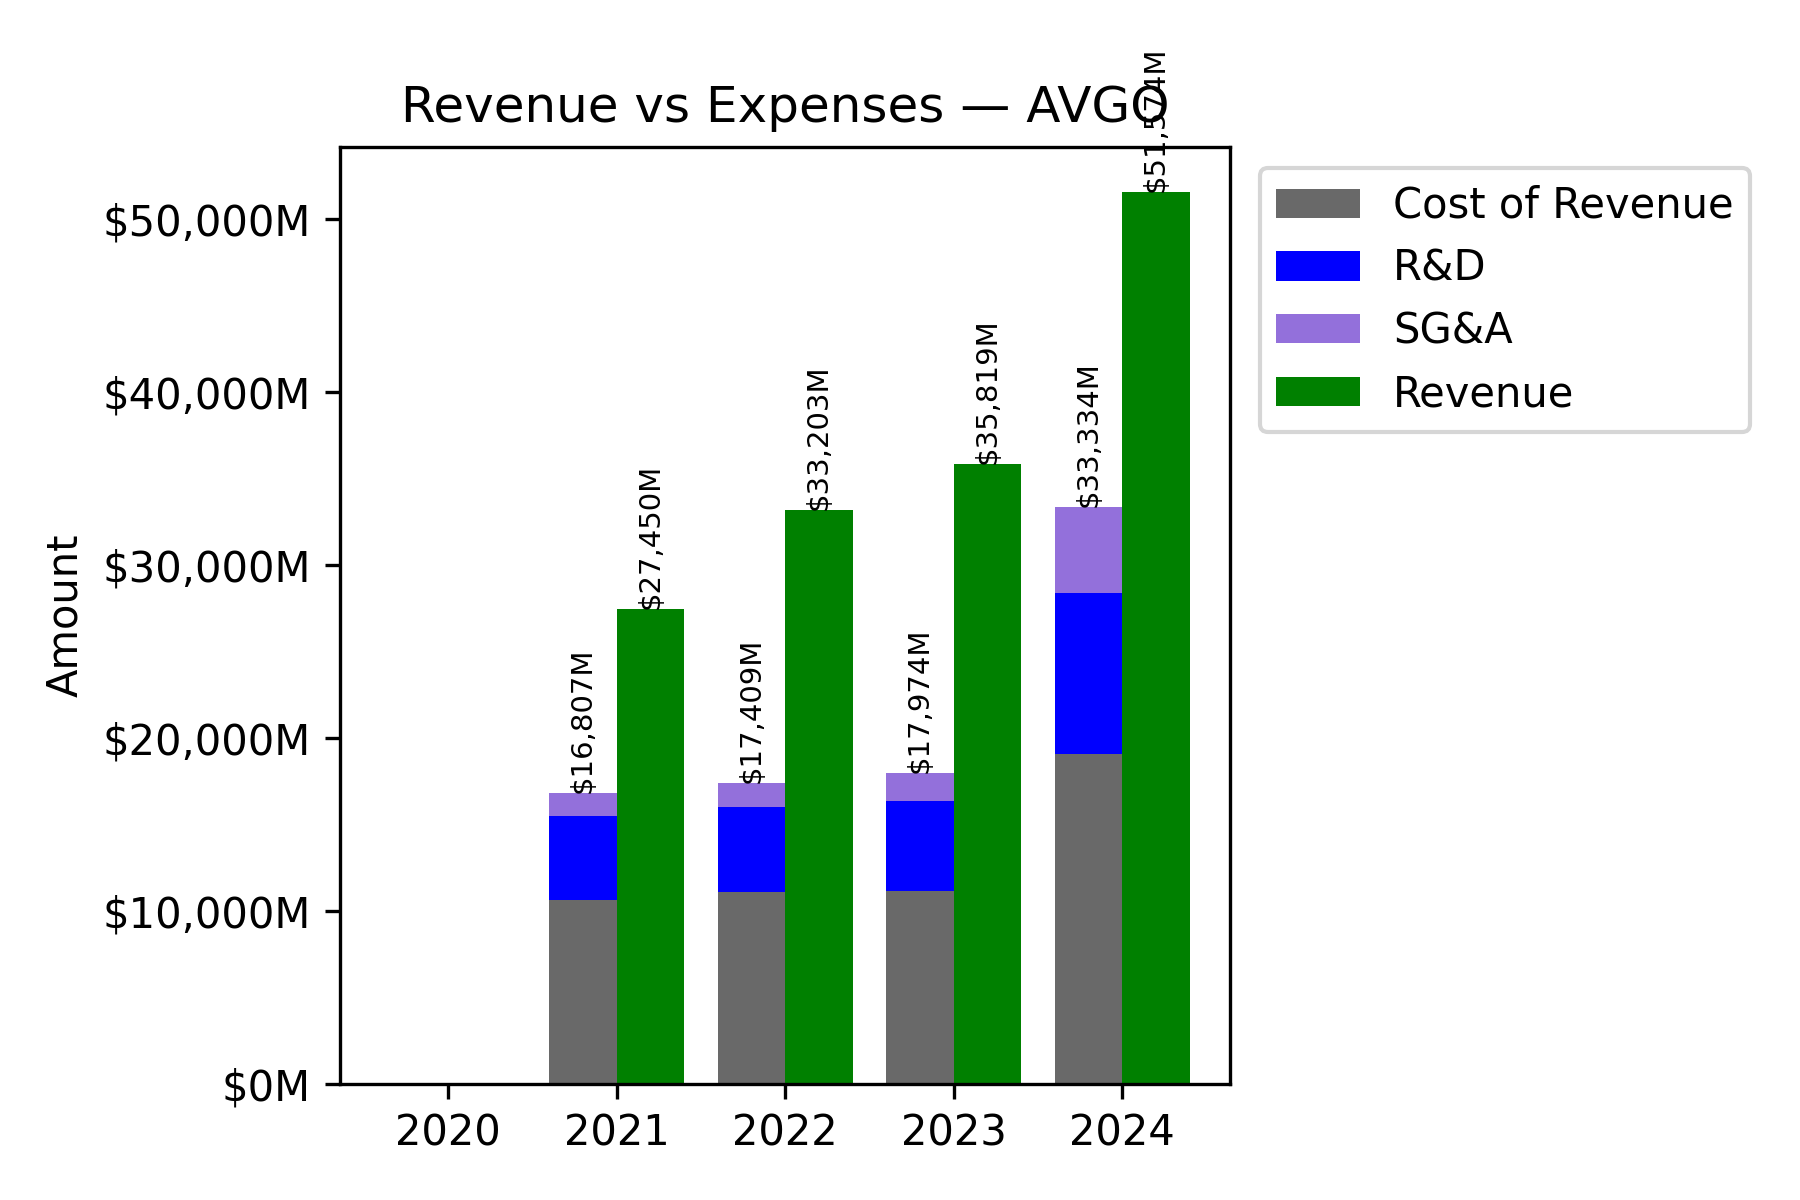 Revenue vs Expenses — AVGO
Amount
$50,000M
$40,000M
$30,000M
$20,000M
$10,000M
$0M
2020
2021
2022
2023
2024
$16,807M
$27,450M
$17,409M
$33,203M
$17,974M
$35,819M
$33,334M
$51,574M
Cost of Revenue
R&D
SG&A
Revenue